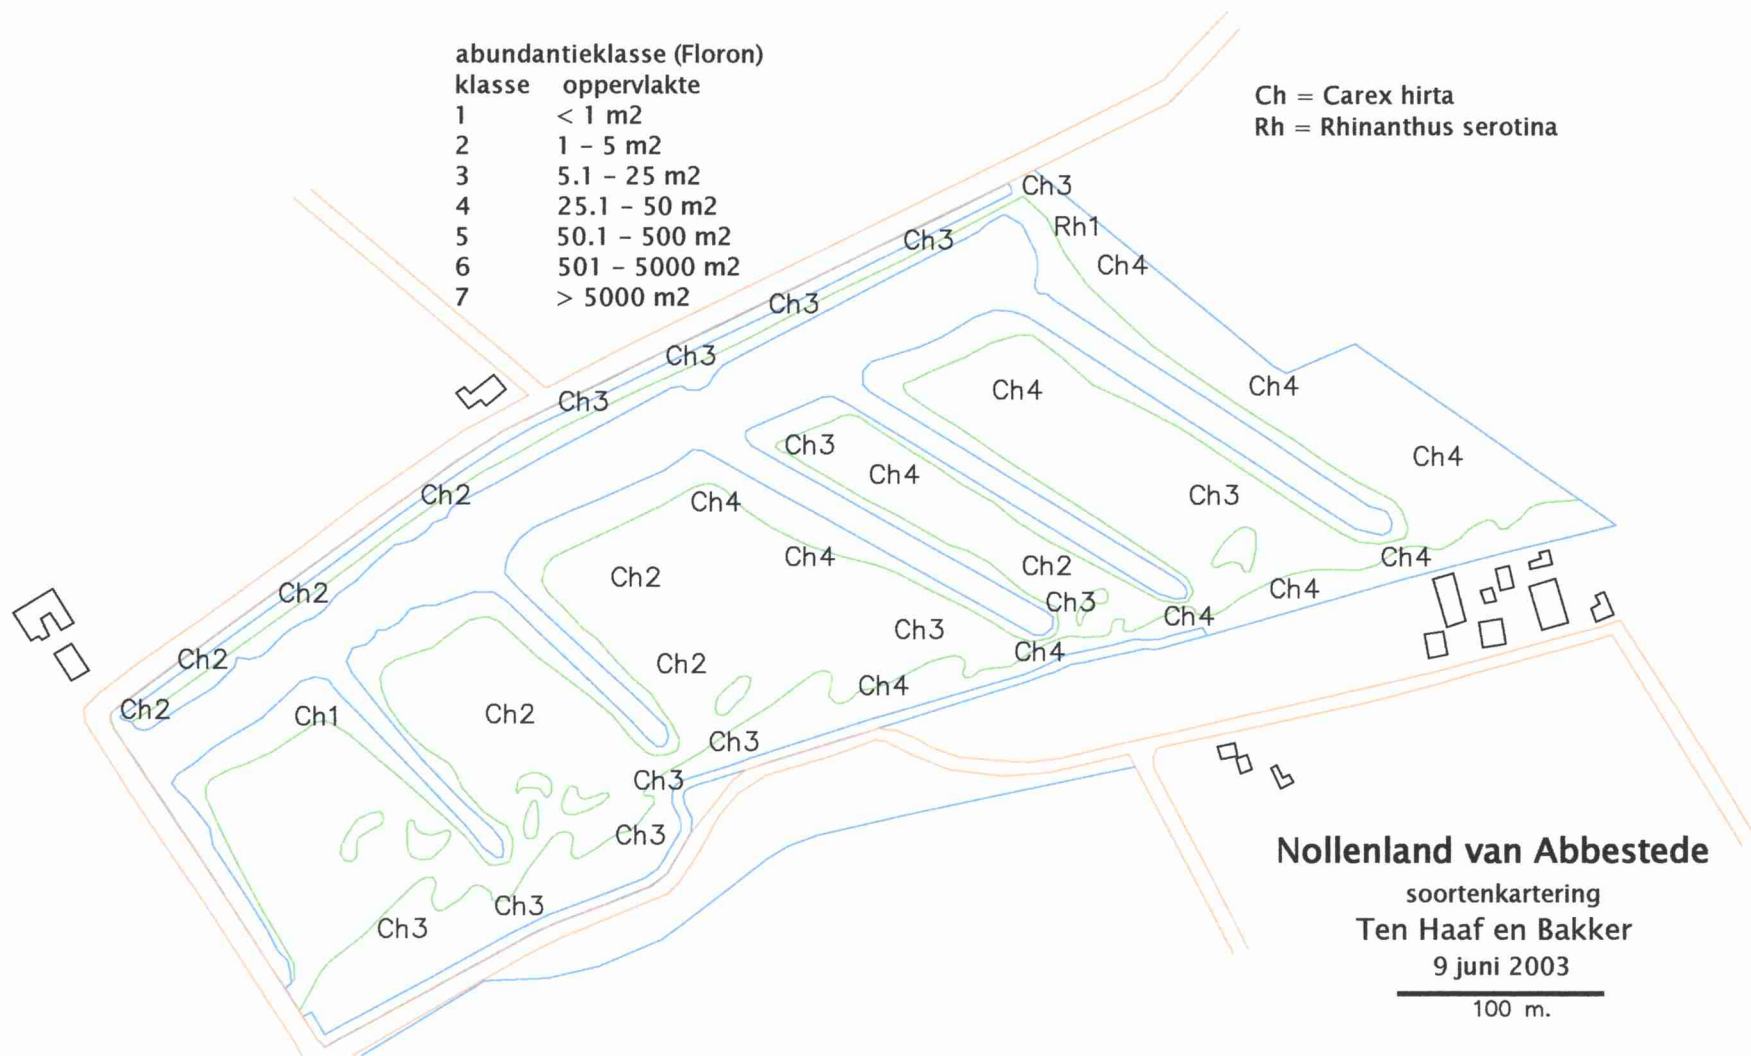 abundantieklasse (Floron)
klasse oppervlakte
1 < 1 m2
2 1 – 5 m2
3 5.1 – 25 m2
4 25.1 – 50 m2
5 50.1 – 500 m2
6 501 – 5000 m2
7 > 5000 m2
Ch = Carex hirta
Rh = Rhinanthus serotina
Ch3
Rh1
Ch3
Ch4
Ch3
Ch3
Ch4
Ch4
Ch3
Ch3
Ch4
Ch4
Ch2
Ch4
Ch3
Ch4
Ch4
Ch2
Ch2
Ch4
Ch2
Ch3
Ch4
Ch3
Ch4
Ch2
Ch2
Ch4
Ch4
Ch2
Ch1
Ch2
Ch3
Ch3
Ch3
Ch3
Ch3
Nollenland van Abbestede
soortenkartering
Ten Haaf en Bakker
9 juni 2003
100 m.